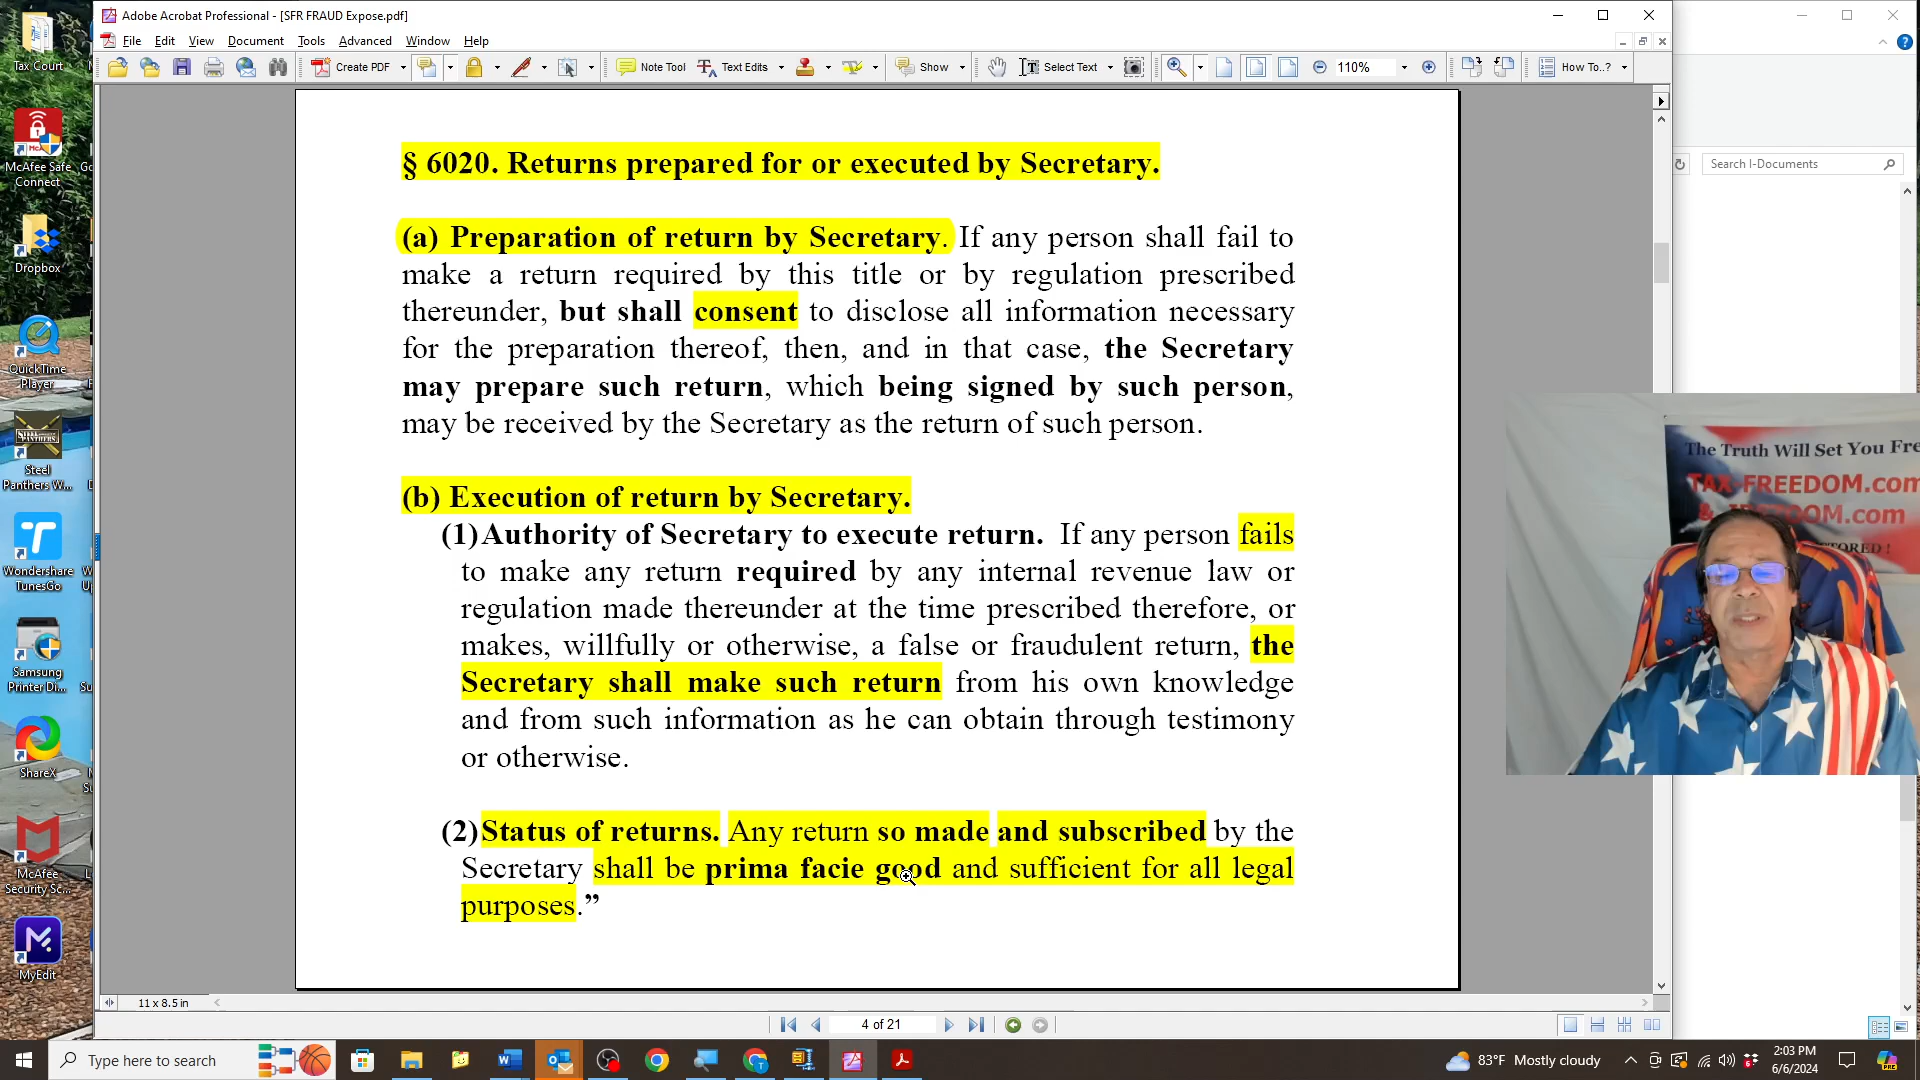 Adobe Acrobat Professional - [SFR FRAUD Expose.pdf]
File Edit View Document Tools Advanced Window Help
Create PDF Note Tool Text Edits Show Select Text 110% How To..?
Search I-Documents
§ 6020. Returns prepared for or executed by Secretary.
(a) Preparation of return by Secretary. If any person shall fail to
make a return required by this title or by regulation prescribed
thereunder, but shall consent to disclose all information necessary
for the preparation thereof, then, and in that case, the Secretary
may prepare such return, which being signed by such person,
may be received by the Secretary as the return of such person.
(b) Execution of return by Secretary.
(1) Authority of Secretary to execute return. If any person fails
to make any return required by any internal revenue law or
regulation made thereunder at the time prescribed therefore, or
makes, willfully or otherwise, a false or fraudulent return, the
Secretary shall make such return from his own knowledge
and from such information as he can obtain through testimony
or otherwise.
(2) Status of returns. Any return so made and subscribed by the
Secretary shall be prima facie good and sufficient for all legal
purposes.”
11 x 8.5 in
4 of 21
Tax Court
McAfee Safe
Connect
Dropbox
QuickTime
Player
Steel
Panthers W...
Wondershare
TunesGo
Samsung
Printer Di...
ShareX
McAfee
Security Sc...
MyEdit
The Truth Will Set You Fre
TAX-FREEDOM.com
Type here to search
83°F Mostly cloudy
2:03 PM
6/6/2024